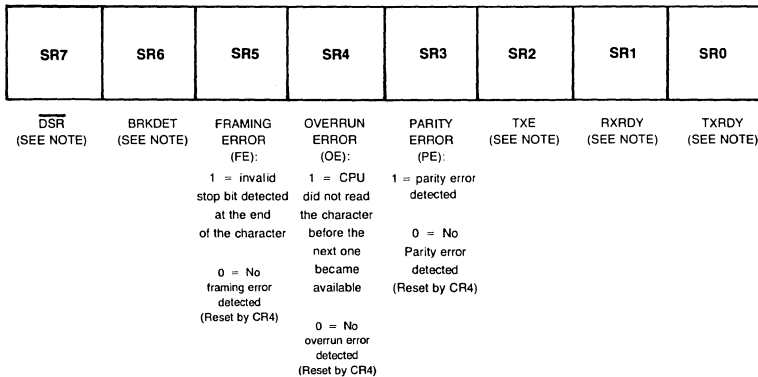 SR7 SR6 SR5 SR4 SR3 SR2 SR1 SR0
DSR
(SEE NOTE)
BRKDET
(SEE NOTE)
FRAMING
ERROR
(FE):
1 = invalid
stop bit detected
at the end
of the character
0 = No
framing error
detected
(Reset by CR4)
OVERRUN
ERROR
(OE):
1 = CPU
did not read
the character
before the
next one
became
available
0 = No
overrun error
detected
(Reset by CR4)
PARITY
ERROR
(PE):
1 = parity error
detected
0 = No
Parity error
detected
(Reset by CR4)
TXE
(SEE NOTE)
RXRDY
(SEE NOTE)
TXRDY
(SEE NOTE)